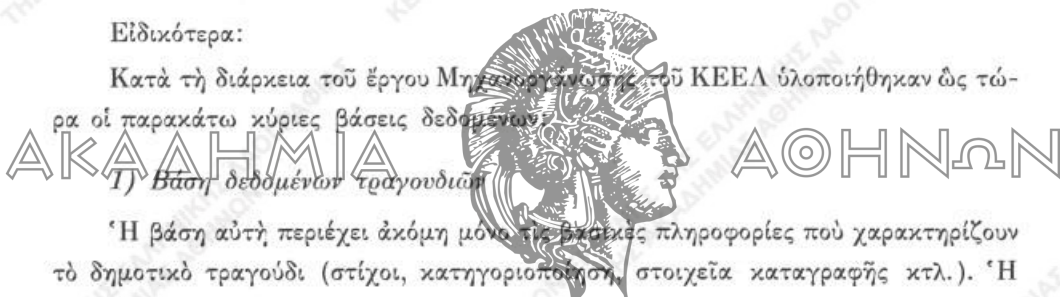 Εἰδικότερα:
Κατὰ τὴ διάρκεια τοῦ ἔργου Μηχανοργάνωσης τοῦ ΚΕΕΛ ὑλοποιήθηκαν ὣς τώ-
ρα οἱ παρακάτω κύριες βάσεις δεδομένων:
ΑΚΑΔΗΜΙΑ ΑΘΗΝΩΝ
1) Βάση δεδομένων τραγουδιῶν
Ἡ βάση αὐτὴ περιέχει ἀκόμη μόνο τὶς βασικὲς πληροφορίες ποὺ χαρακτηρίζουν
τὸ δημοτικὸ τραγούδι (στίχοι, κατηγοριοποίηση, στοιχεῖα καταγραφῆς κτλ.). Ἡ